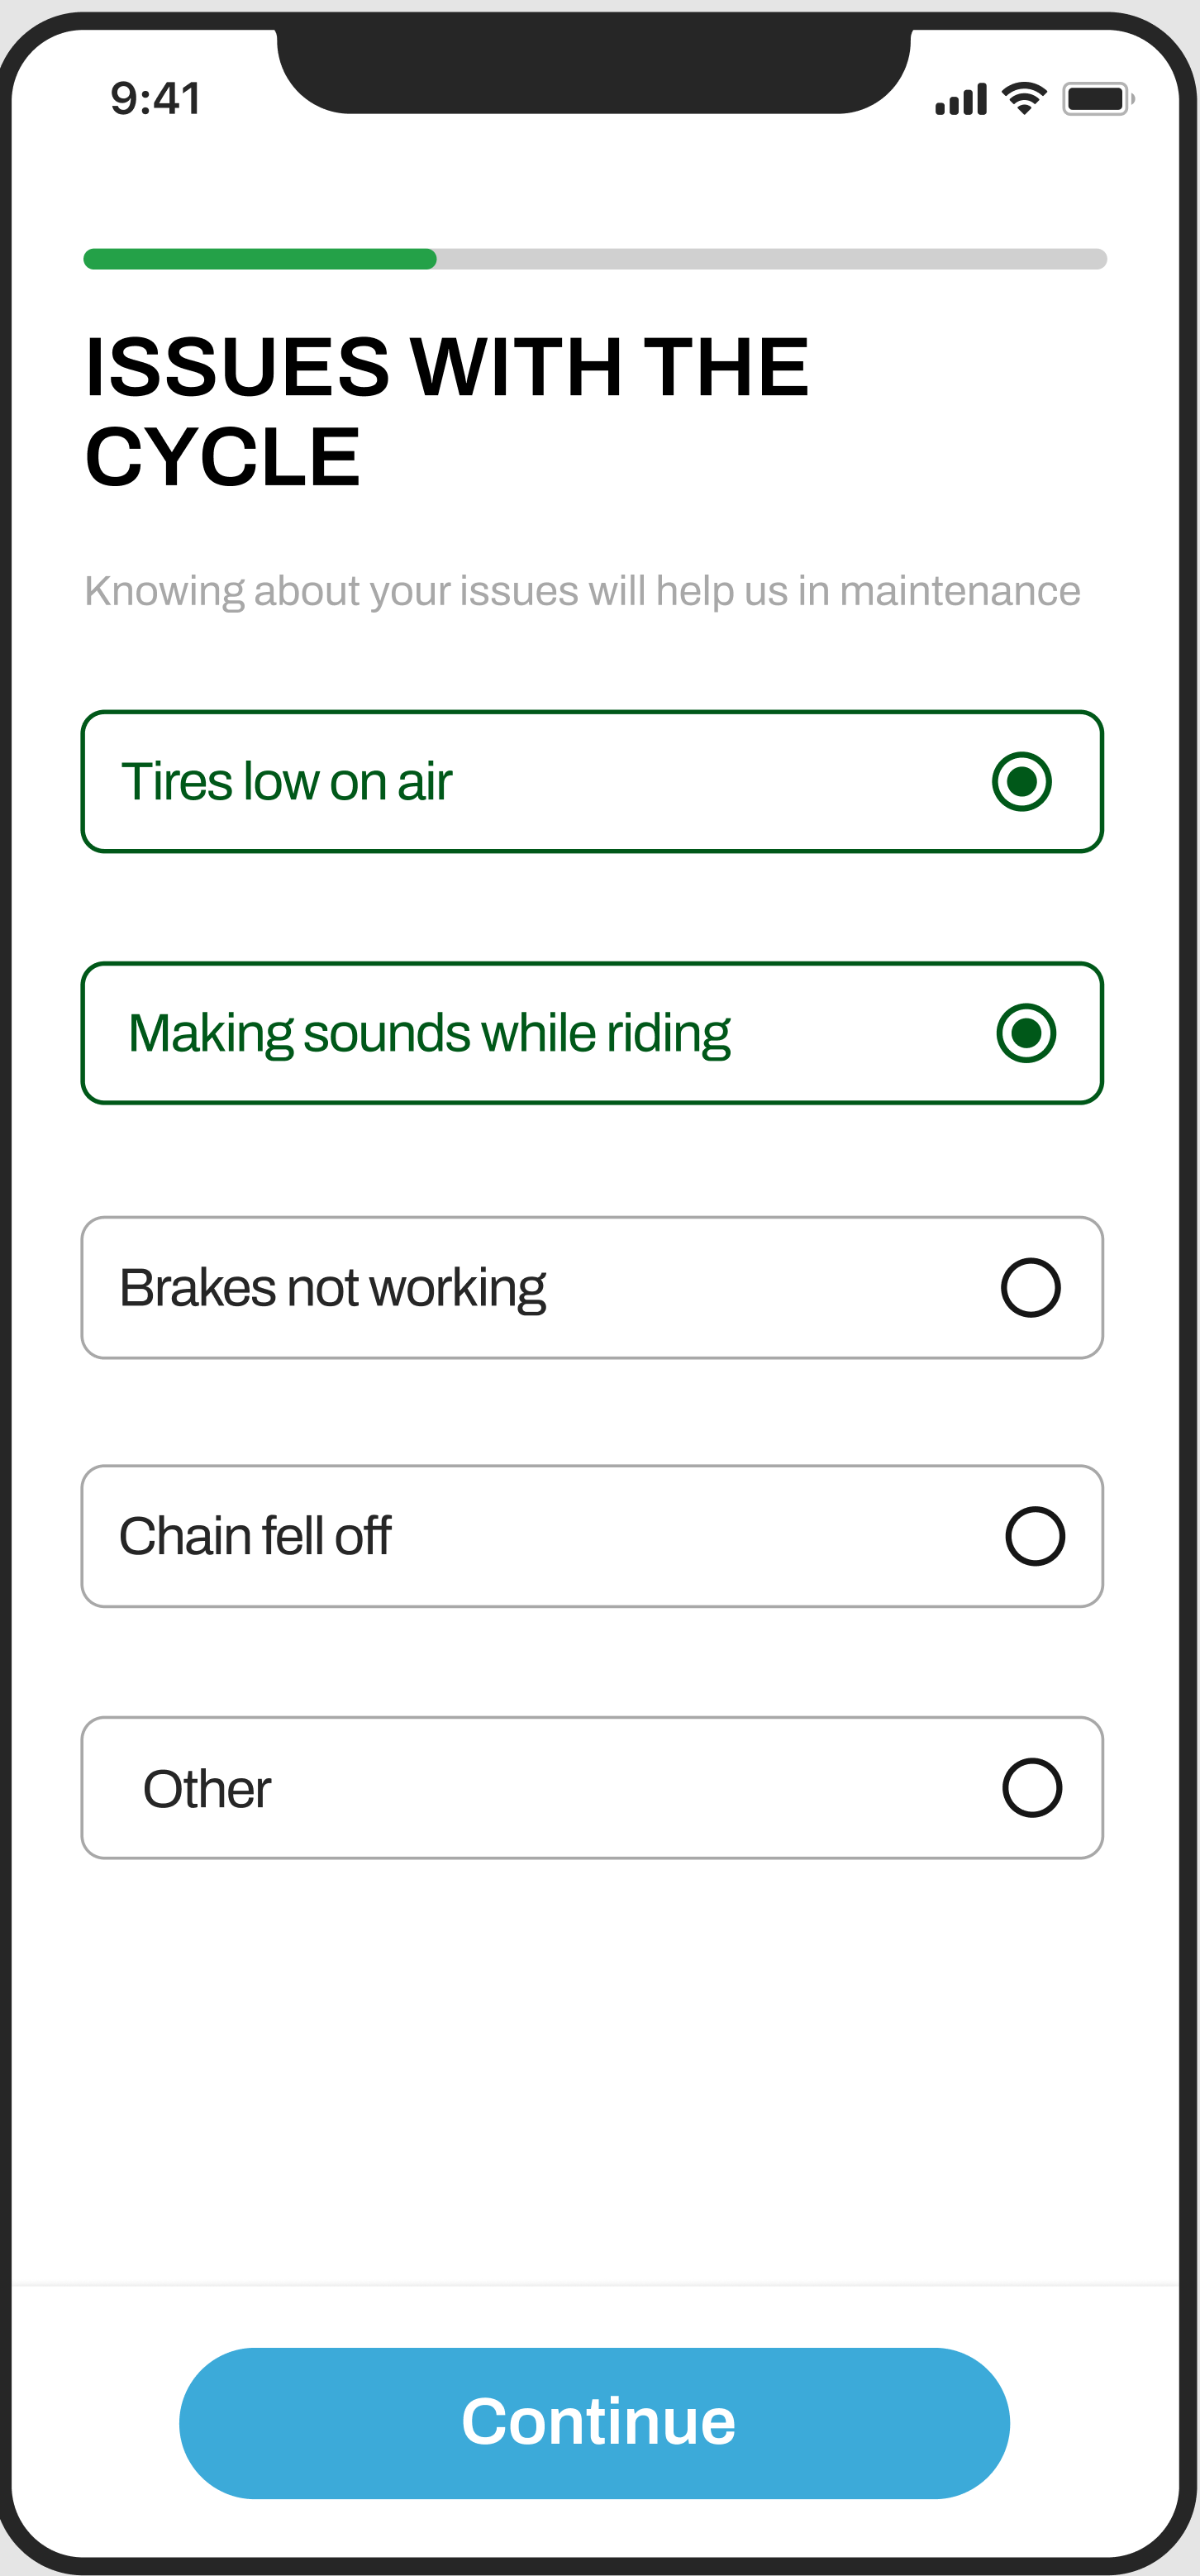 9:41
ISSUES WITH THE
CYCLE
Knowing about your issues will help us in maintenance
Tires low on air
Making sounds while riding
Brakes not working
Chain fell off
Other
Continue